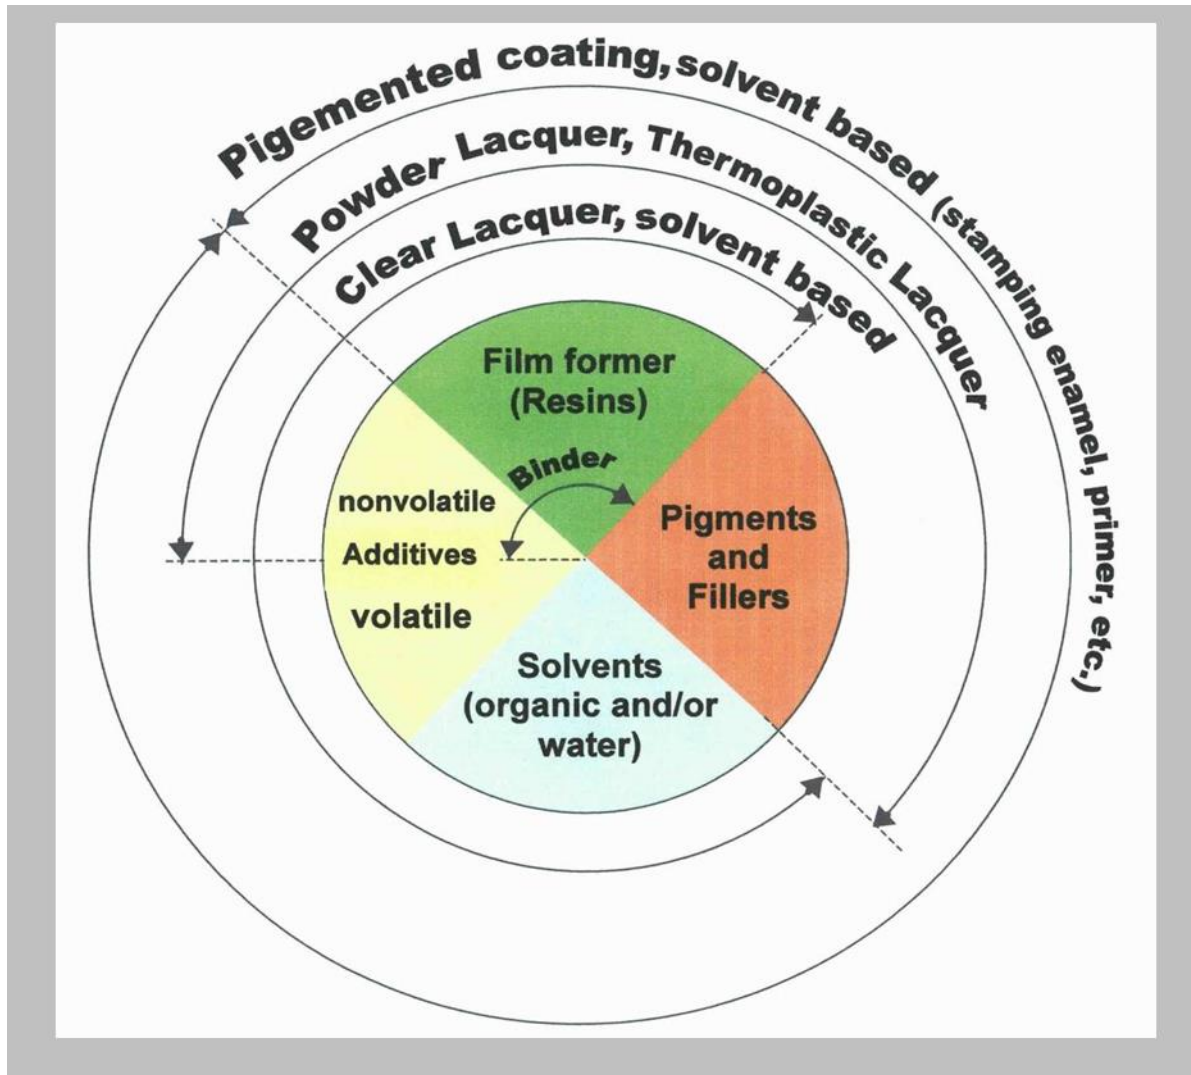 Pigemented coating, solvent based (stamping enamel, primer, etc.)
Powder Lacquer, Thermoplastic Lacquer
Clear Lacquer, solvent based
Film former
(Resins)
Binder
nonvolatile
Additives
volatile
Pigments
and
Fillers
Solvents
(organic and/or
water)